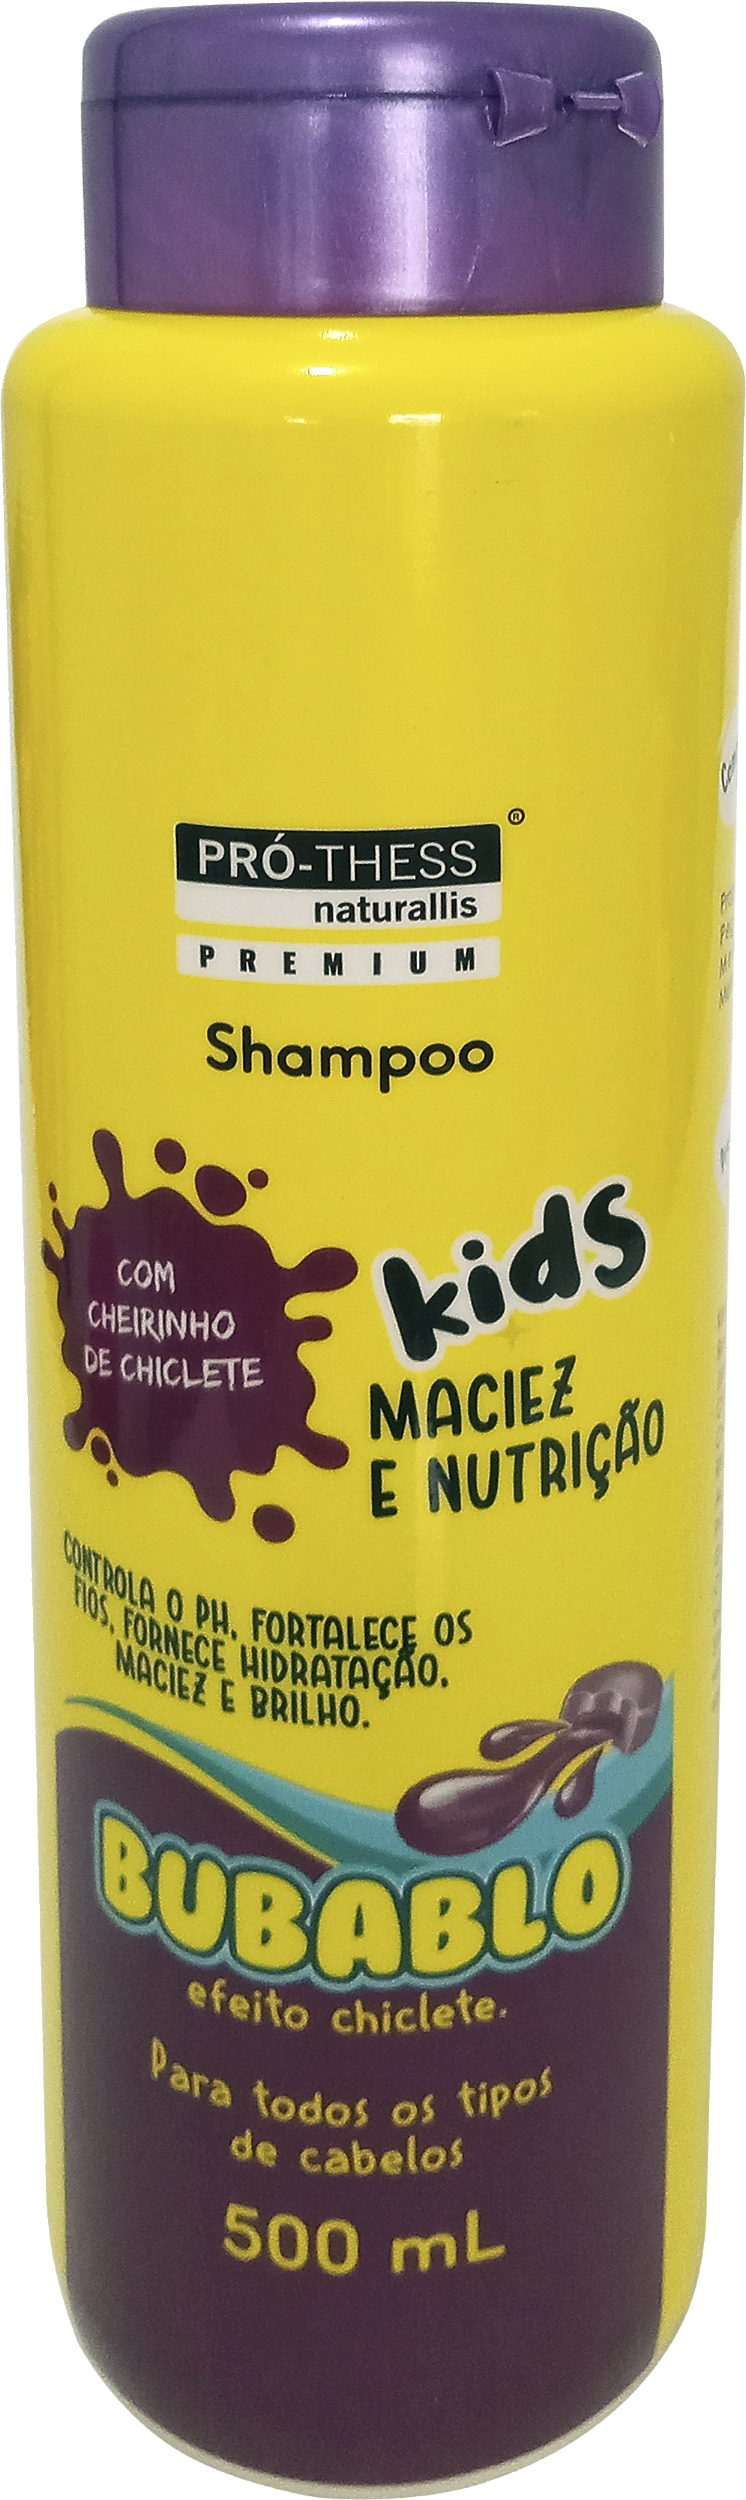 PRÓ-THESS
®
naturallis
PREMIUM
Shampoo
COM
CHEIRINHO
DE CHICLETE
kids
MACIEZ
E NUTRIÇÃO
CONTROLA O PH. FORTALECE OS
FIOS. FORNECE HIDRATAÇÃO.
MACIEZ E BRILHO.
BUBABLO
efeito chiclete.
Para todos os tipos
de cabelos
500 mL